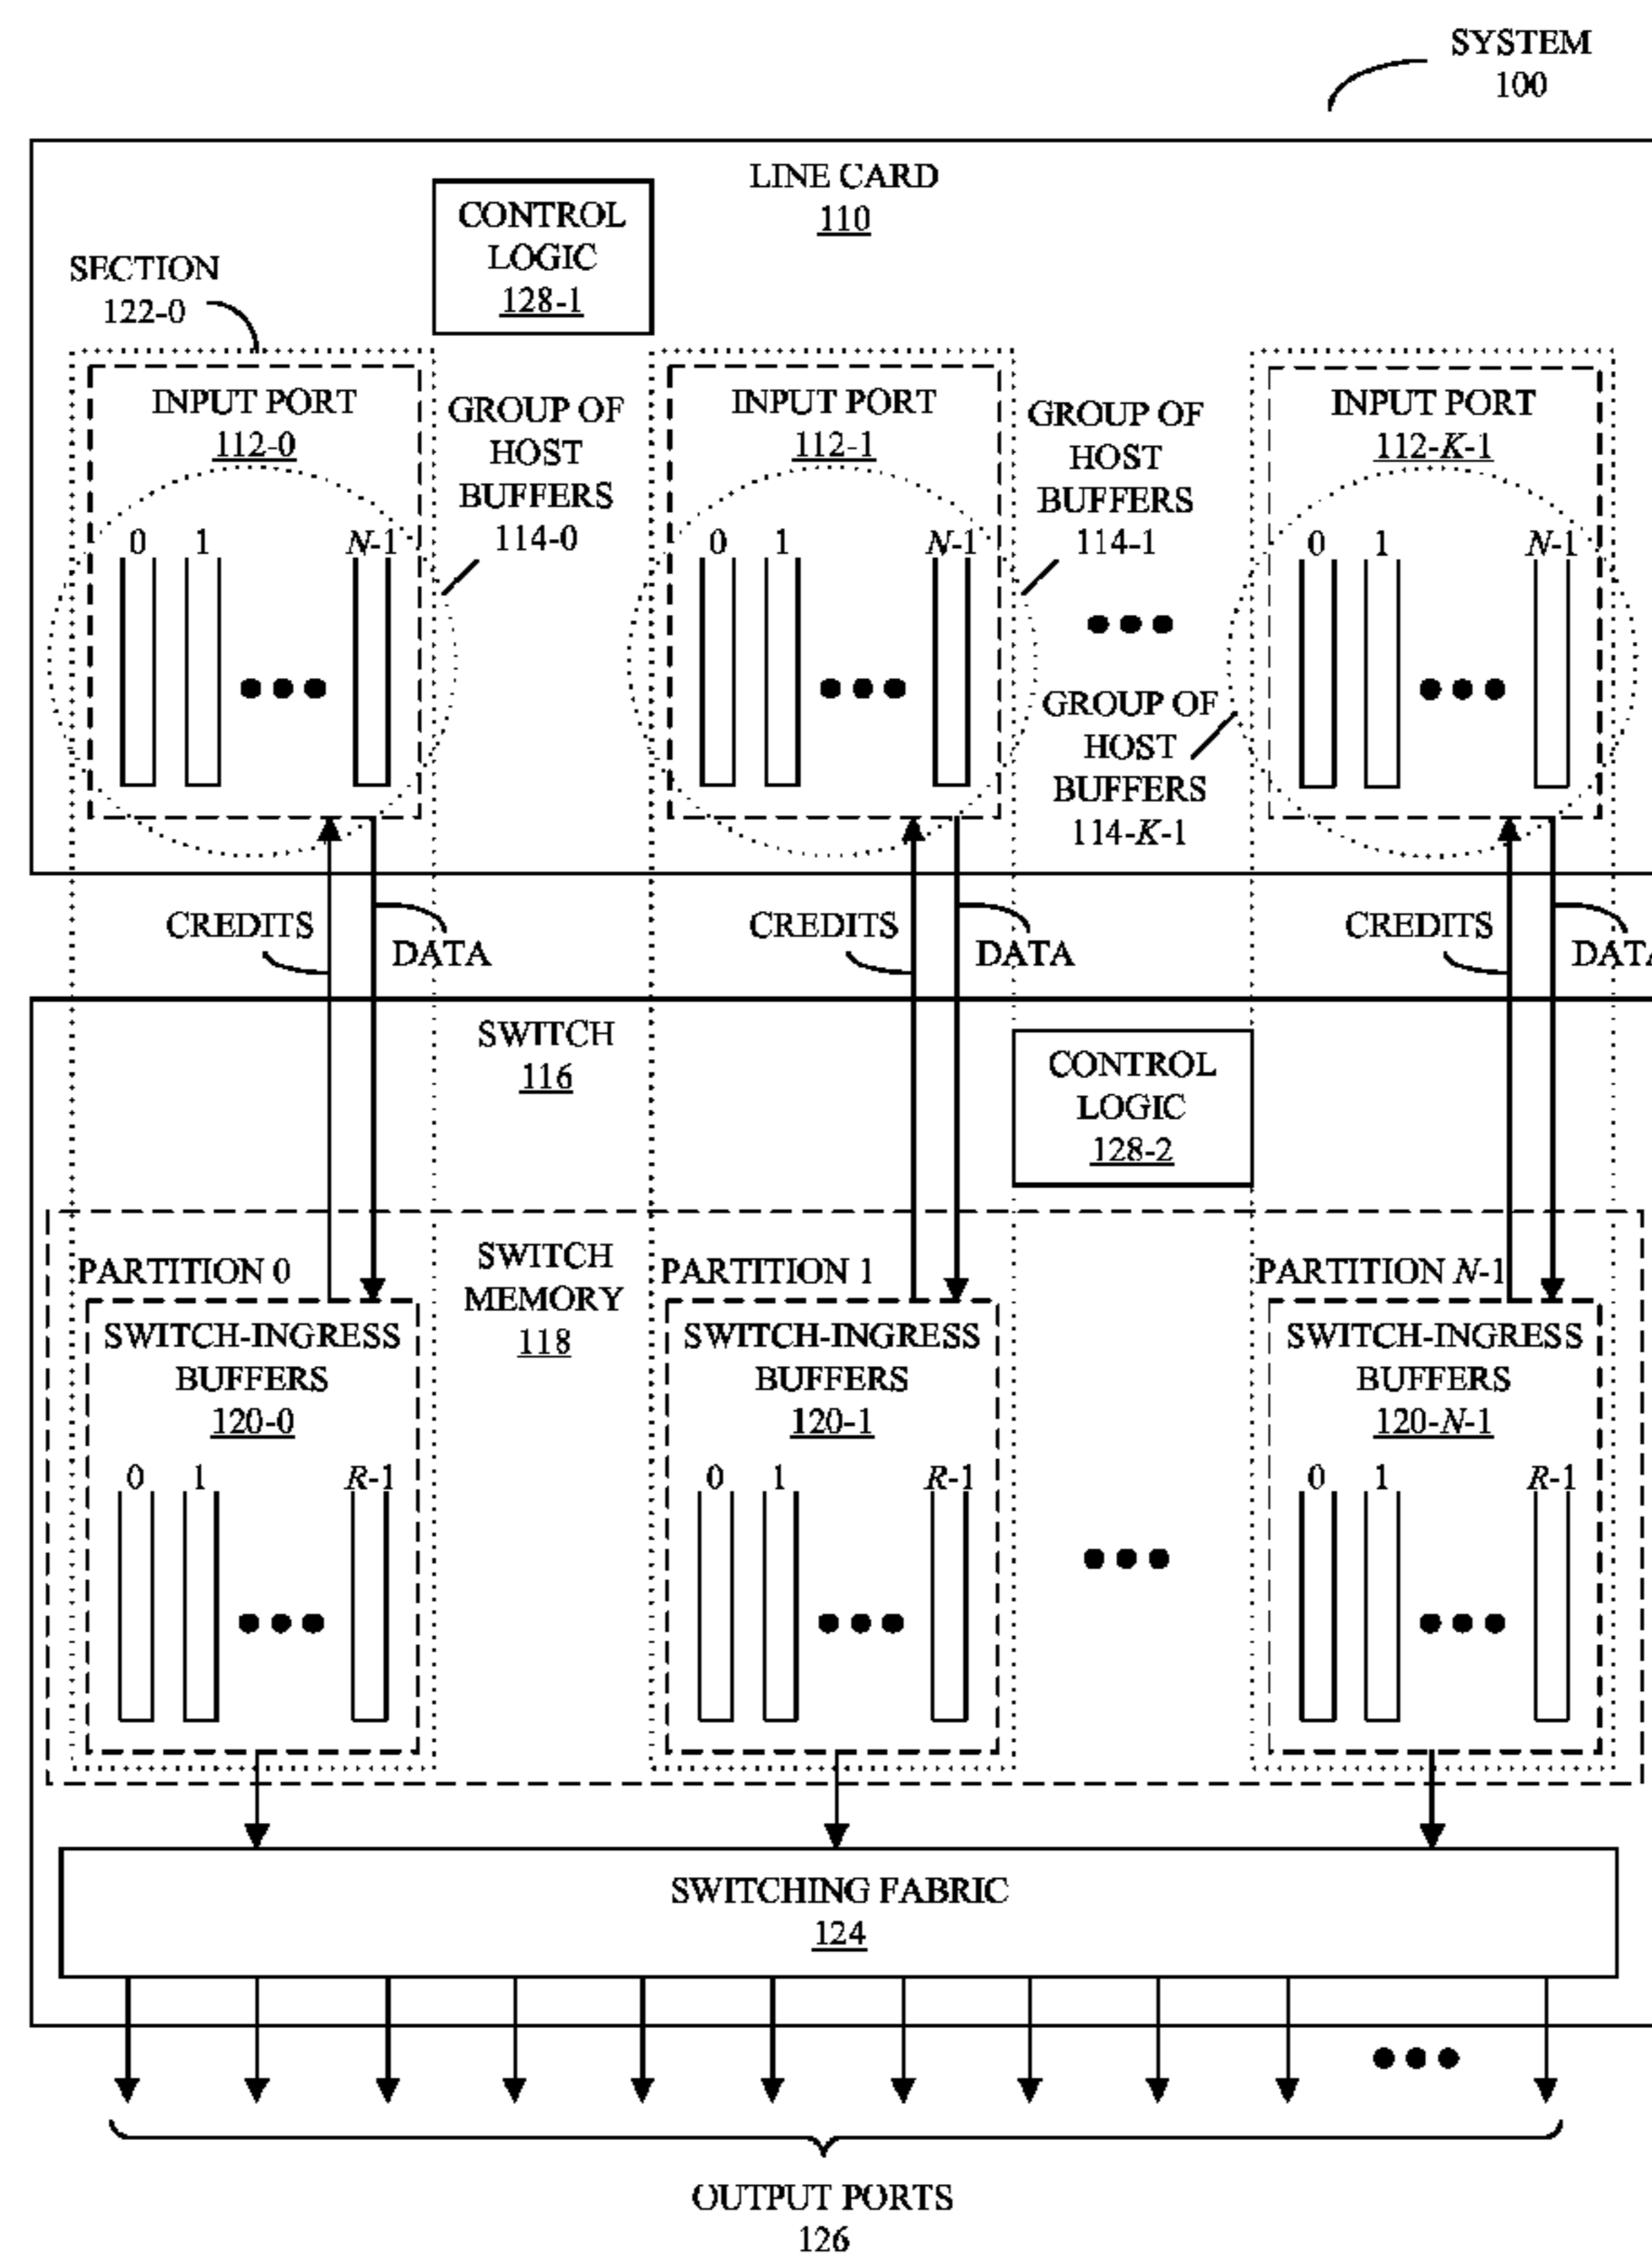 SYSTEM
100
LINE CARD
110
CONTROL
LOGIC
128-1
SECTION
122-0
INPUT PORT
112-0
0 1 N-1
GROUP OF
HOST
BUFFERS
114-0
INPUT PORT
112-1
0 1 N-1
GROUP OF
HOST
BUFFERS
114-1
GROUP OF
HOST
BUFFERS
114-K-1
INPUT PORT
112-K-1
0 1 N-1
CREDITS
DATA
CREDITS
DATA
CREDITS
DATA
SWITCH
116
CONTROL
LOGIC
128-2
SWITCH
MEMORY
118
PARTITION 0
SWITCH-INGRESS
BUFFERS
120-0
0 1 R-1
PARTITION 1
SWITCH-INGRESS
BUFFERS
120-1
0 1 R-1
PARTITION N-1
SWITCH-INGRESS
BUFFERS
120-N-1
0 1 R-1
SWITCHING FABRIC
124
OUTPUT PORTS
126